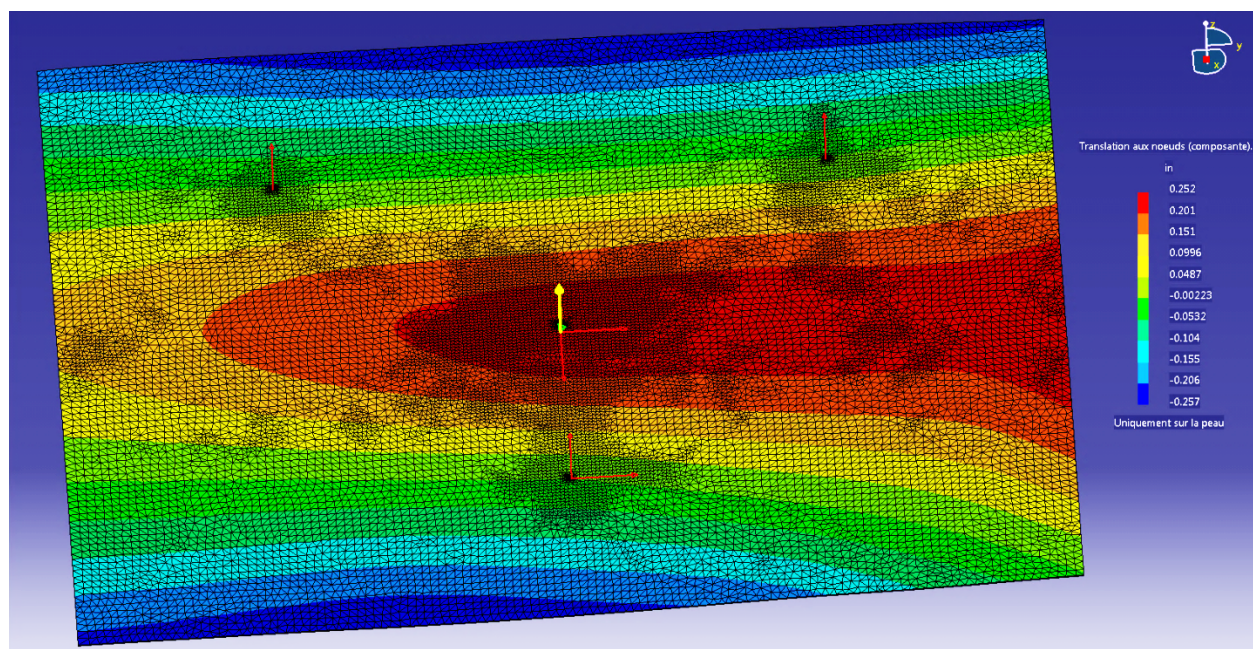 z
y
x
Translation aux noeuds (composante).
in
0.252
0.201
0.151
0.0996
0.0487
-0.00223
-0.0532
-0.104
-0.155
-0.206
-0.257
Uniquement sur la peau